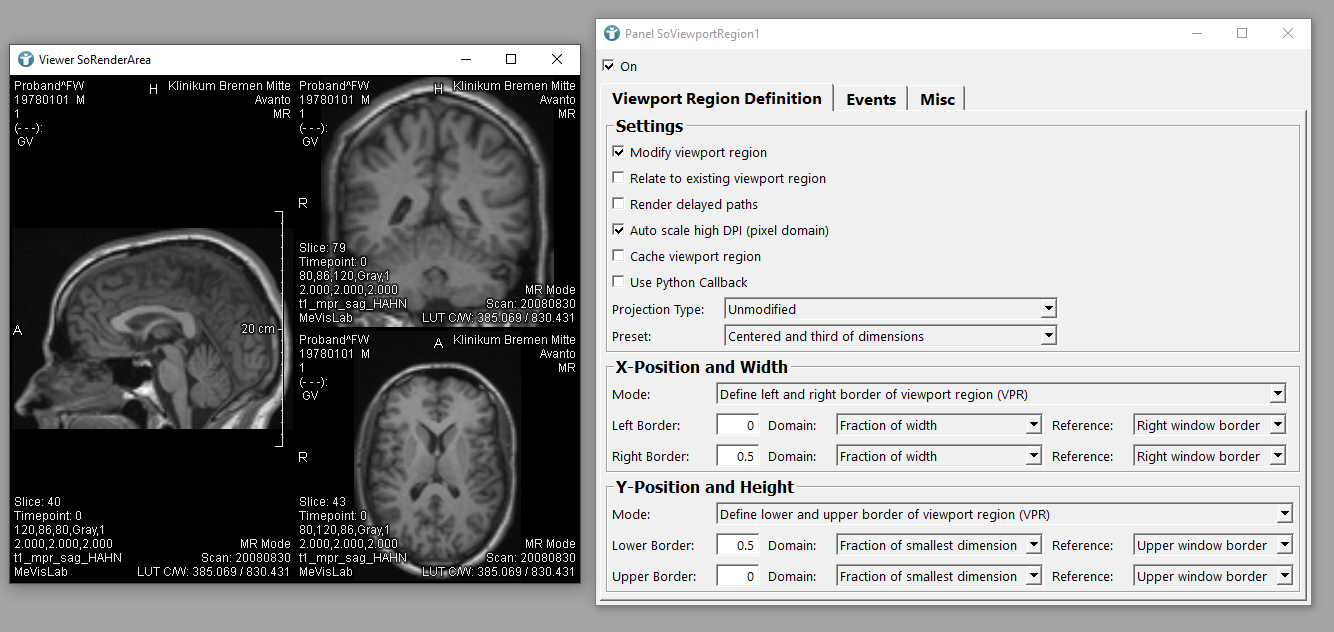 Viewer SoRenderArea
Proband^FW
H
Klinikum Bremen Mitte
19780101 M
Avanto
1
MR
(---):
GV
A
20 cm
Slice: 40
Timepoint: 0
120,86,80,Gray,1
2.000,2.000,2.000
MR Mode
t1_mpr_sag_HAHN
Scan: 20080830
MeVisLab
LUT C/W: 385.069 / 830.431
Proband^FW
H
Klinikum Bremen Mitte
19780101 M
Avanto
1
MR
(---):
GV
R
Slice: 79
Timepoint: 0
80,86,120,Gray,1
2.000,2.000,2.000
MR Mode
t1_mpr_sag_HAHN
Scan: 20080830
MeVisLab
LUT C/W: 385.069 / 830.431
Proband^FW
A
Klinikum Bremen Mitte
19780101 M
Avanto
1
MR
(---):
GV
R
Slice: 43
Timepoint: 0
80,120,86,Gray,1
2.000,2.000,2.000
MR Mode
t1_mpr_sag_HAHN
Scan: 20080830
MeVisLab
LUT C/W: 385.069 / 830.431
Panel SoViewportRegion1
On
Viewport Region Definition Events Misc
Settings
Modify viewport region
Relate to existing viewport region
Render delayed paths
Auto scale high DPI (pixel domain)
Cache viewport region
Use Python Callback
Projection Type: Unmodified
Preset: Centered and third of dimensions
X-Position and Width
Mode: Define left and right border of viewport region (VPR)
Left Border: 0 Domain: Fraction of width Reference: Right window border
Right Border: 0.5 Domain: Fraction of width Reference: Right window border
Y-Position and Height
Mode: Define lower and upper border of viewport region (VPR)
Lower Border: 0.5 Domain: Fraction of smallest dimension Reference: Upper window border
Upper Border: 0 Domain: Fraction of smallest dimension Reference: Upper window border